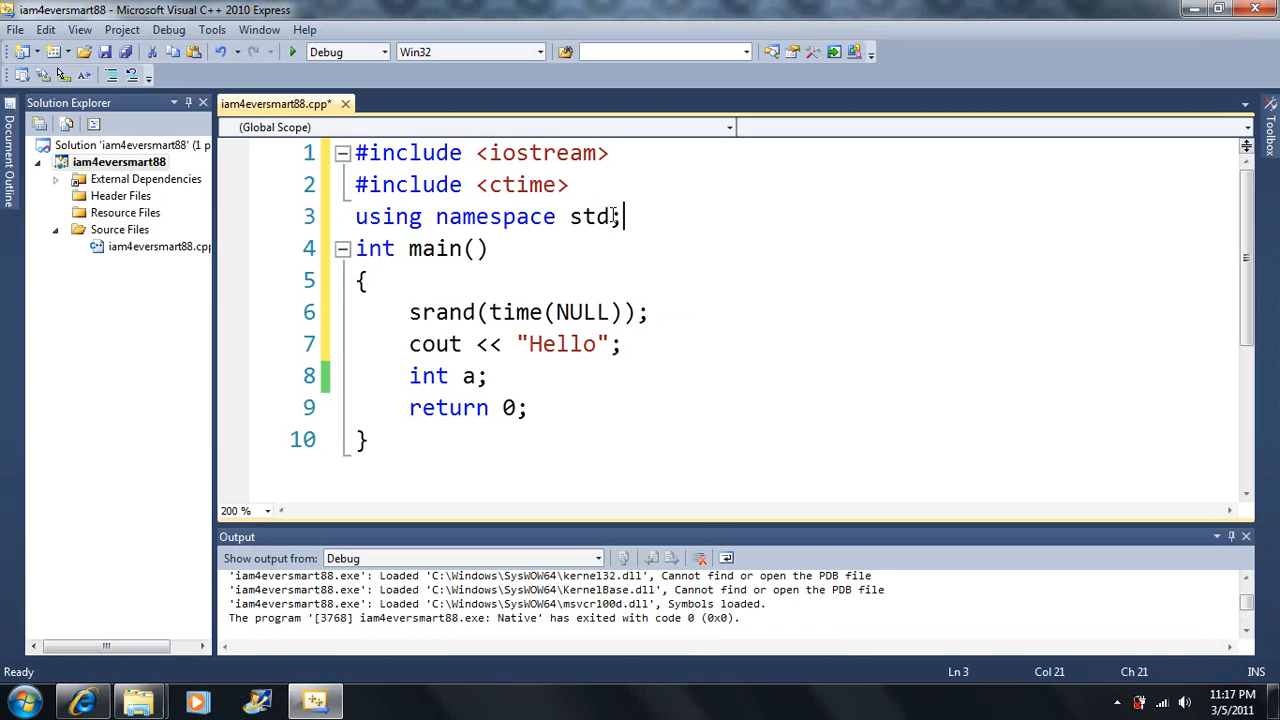 iam4eversmart88 - Microsoft Visual C++ 2010 Express
File Edit View Project Debug Tools Window Help
Debug Win32
Solution Explorer
iam4eversmart88.cpp*
Document Outline
Toolbox
(Global Scope)
Solution 'iam4eversmart88' (1 p
iam4eversmart88
External Dependencies
Header Files
Resource Files
Source Files
iam4eversmart88.cpp
1 #include <iostream>
2 #include <ctime>
3 using namespace std;
4 int main()
5 {
6 srand(time(NULL));
7 cout << "Hello";
8 int a;
9 return 0;
10 }
200 %
Output
Show output from: Debug
'iam4eversmart88.exe': Loaded 'C:\Windows\SysWOW64\kernel32.dll', Cannot find or open the PDB file
'iam4eversmart88.exe': Loaded 'C:\Windows\SysWOW64\KernelBase.dll', Cannot find or open the PDB file
'iam4eversmart88.exe': Loaded 'C:\Windows\SysWOW64\msvcr100d.dll', Symbols loaded.
The program '[3768] iam4eversmart88.exe: Native' has exited with code 0 (0x0).
Ready Ln 3 Col 21 Ch 21 INS
11:17 PM
3/5/2011